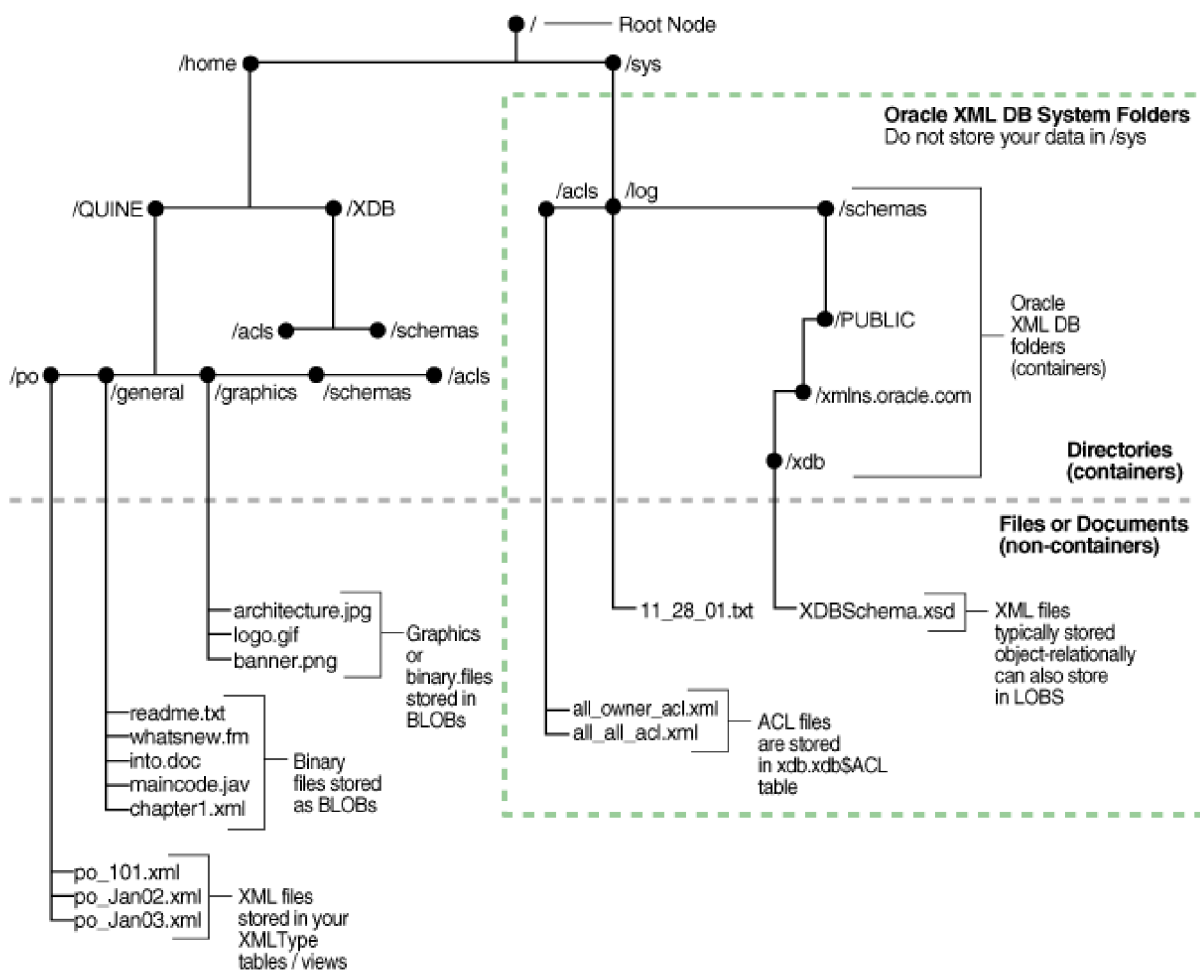 /
Root Node
/home
/sys
Oracle XML DB System Folders
Do not store your data in /sys
/acls
/log
/QUINE
/XDB
/schemas
/acls
/schemas
/PUBLIC
Oracle
XML DB
folders
(containers)
/po
/general
/graphics
/schemas
/acls
/xmlns.oracle.com
/xdb
Directories
(containers)
Files or Documents
(non-containers)
architecture.jpg
logo.gif
banner.png
Graphics
or
binary.files
stored in
BLOBs
11_28_01.txt
XDBSchema.xsd
XML files
typically stored
object-relationally
can also store
in LOBS
readme.txt
whatsnew.fm
into.doc
maincode.jav
chapter1.xml
Binary
files stored
as BLOBs
all_owner_acl.xml
all_all_acl.xml
ACL files
are stored
in xdb.xdb$ACL
table
po_101.xml
po_Jan02.xml
po_Jan03.xml
XML files
stored in your
XMLType
tables / views